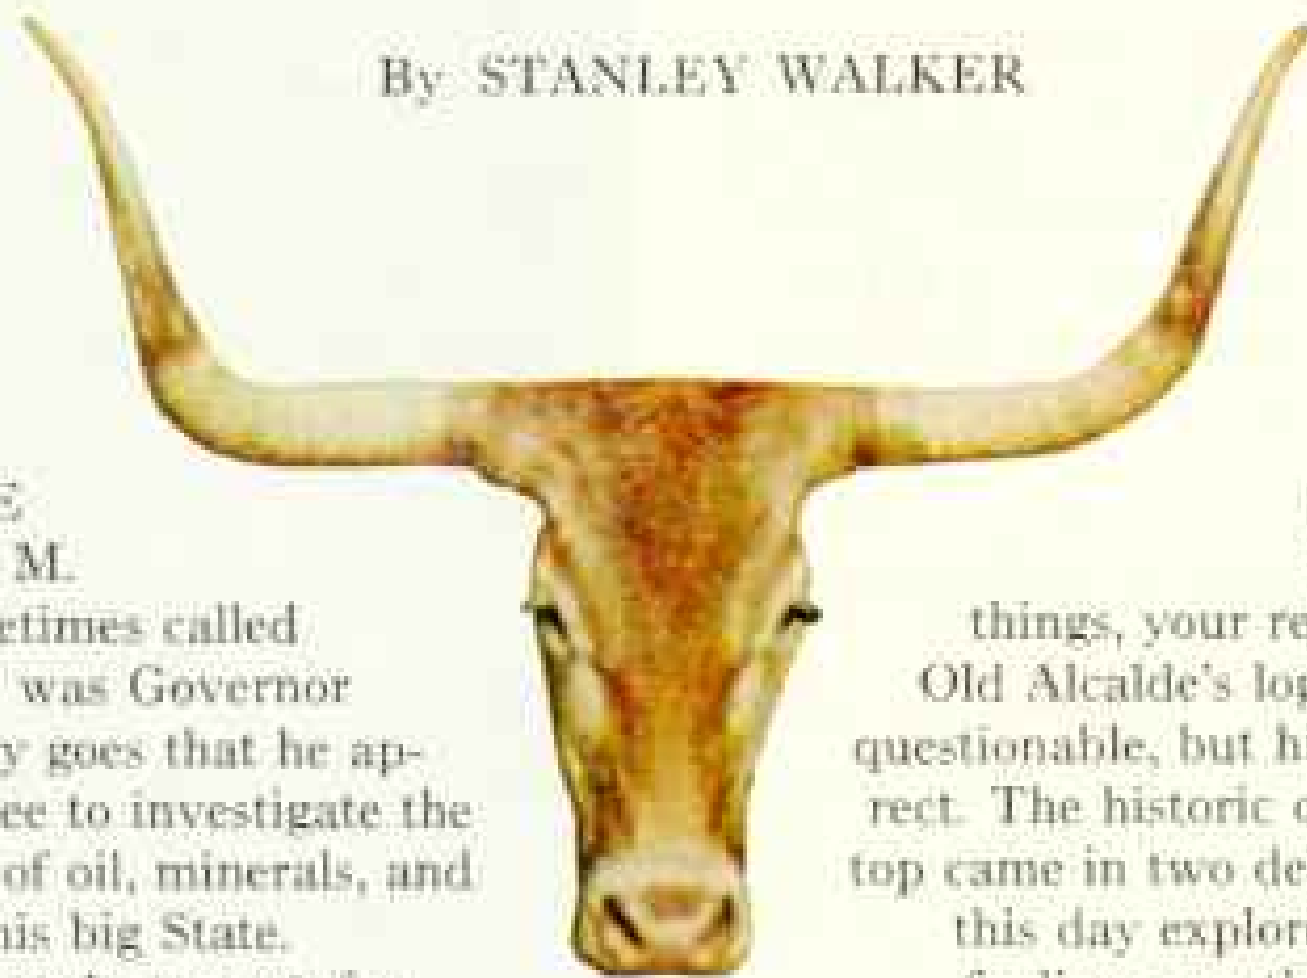 By STANLEY WALKER
E
M.
etimes called
was Governor
y goes that he ap-
ee to investigate the
of oil, minerals, and
his big State.
things, your re
Old Alcalde's log
questionable, but hi
rect. The historic
top came in two de
this day explor